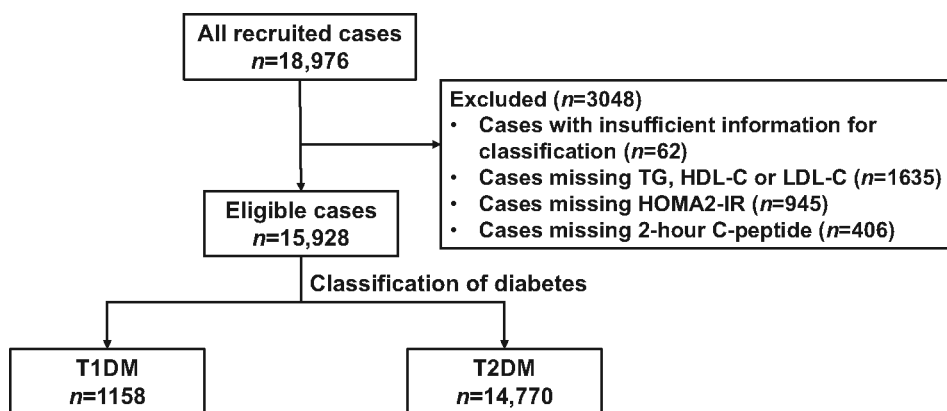 All recruited cases
n=18,976
Excluded (n=3048)
• Cases with insufficient information for
classification (n=62)
• Cases missing TG, HDL-C or LDL-C (n=1635)
• Cases missing HOMA2-IR (n=945)
• Cases missing 2-hour C-peptide (n=406)
Eligible cases
n=15,928
Classification of diabetes
T1DM
n=1158
T2DM
n=14,770